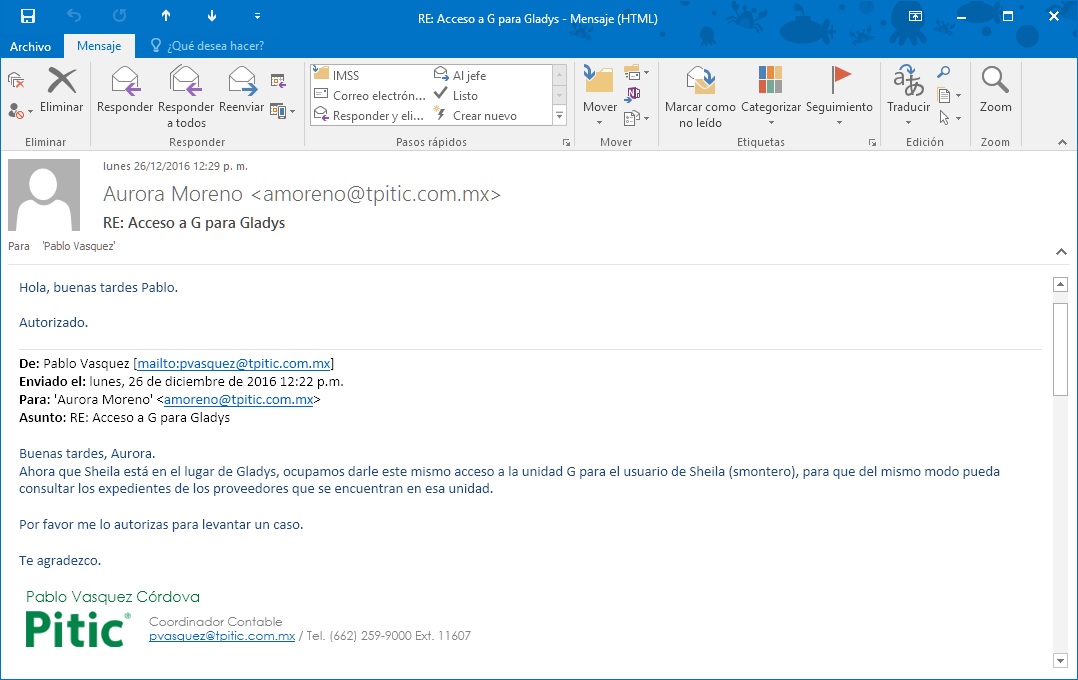 RE: Acceso a G para Gladys - Mensaje (HTML)
Archivo Mensaje ¿Qué desea hacer?
Eliminar
Responder
Responder a todos
Reenviar
IMSS
Correo electrón...
Responder y eli...
Al jefe
Listo
Crear nuevo
Mover
Marcar como no leído
Categorizar
Seguimiento
Traducir
Zoom
Eliminar Responder Pasos rápidos Mover Etiquetas Edición Zoom
lunes 26/12/2016 12:29 p. m.
Aurora Moreno <amoreno@tpitic.com.mx>
RE: Acceso a G para Gladys
Para 'Pablo Vasquez'
Hola, buenas tardes Pablo.
Autorizado.
De: Pablo Vasquez [mailto:pvasquez@tpitic.com.mx]
Enviado el: lunes, 26 de diciembre de 2016 12:22 p.m.
Para: 'Aurora Moreno' <amoreno@tpitic.com.mx>
Asunto: RE: Acceso a G para Gladys
Buenas tardes, Aurora.
Ahora que Sheila está en el lugar de Gladys, ocupamos darle este mismo acceso a la unidad G para el usuario de Sheila (smontero), para que del mismo modo pueda
consultar los expedientes de los proveedores que se encuentran en esa unidad.
Por favor me lo autorizas para levantar un caso.
Te agradezco.
Pablo Vasquez Córdova
Pitic®
Coordinador Contable
pvasquez@tpitic.com.mx / Tel. (662) 259-9000 Ext. 11607